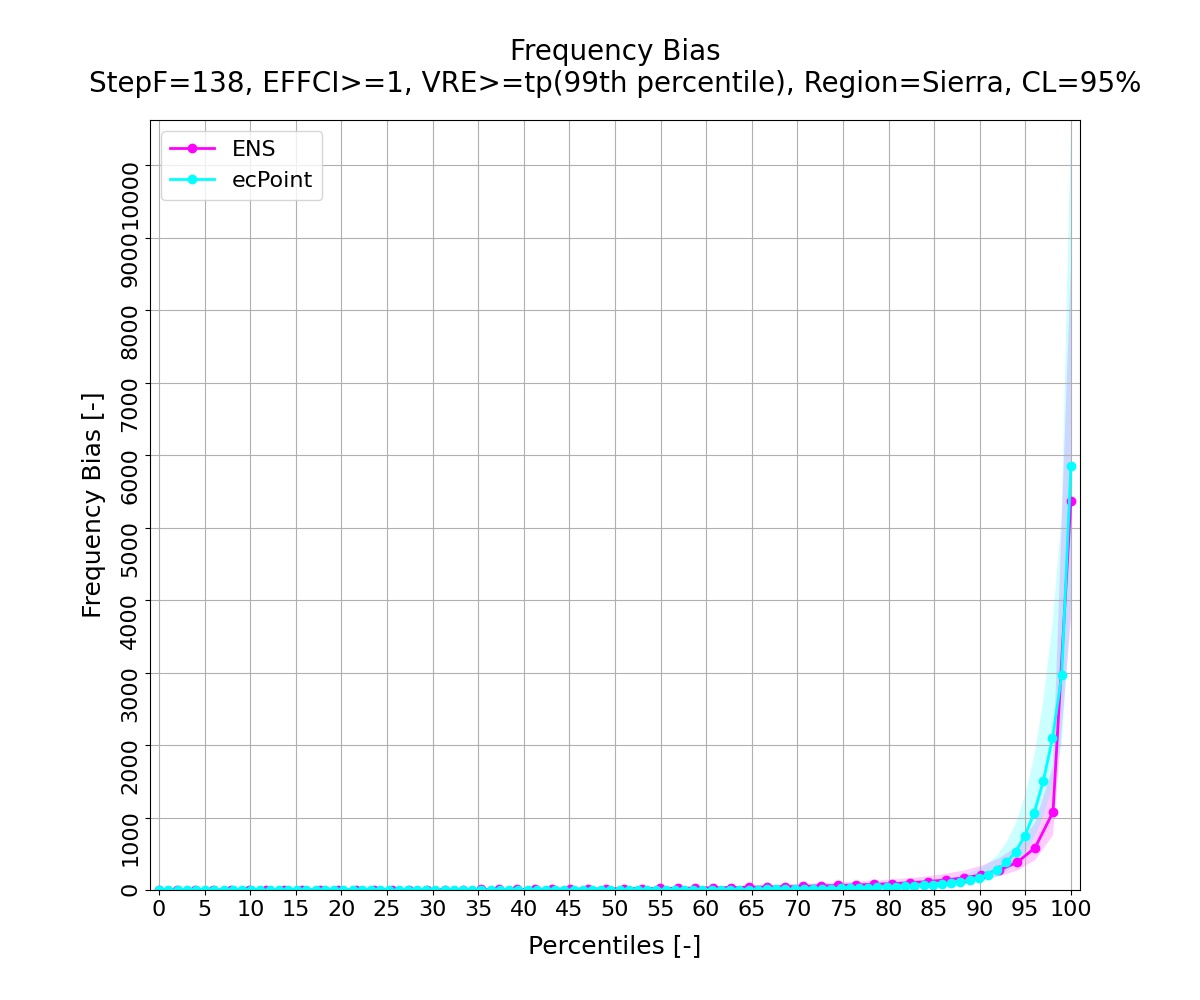 Frequency Bias
StepF=138, EFFCI>=1, VRE>=tp(99th percentile), Region=Sierra, CL=95%
ENS
ecPoint
Frequency Bias [-]
10000
9000
8000
7000
6000
5000
4000
3000
2000
1000
0
0 5 10 15 20 25 30 35 40 45 50 55 60 65 70 75 80 85 90 95 100
Percentiles [-]